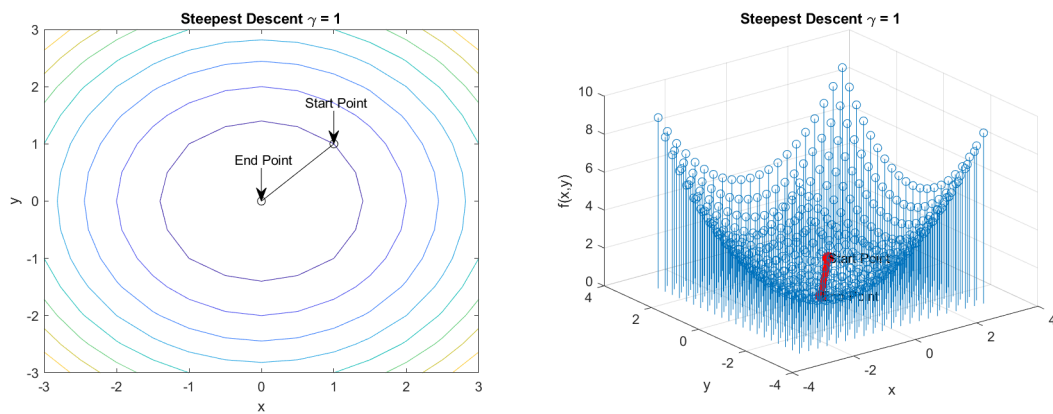 Steepest Descent γ = 1
3
2
1
0
-1
-2
-3
y
Start Point
End Point
-3
-2
-1
0
1
2
3
x
Steepest Descent γ = 1
10
8
6
4
2
0
f(x,y)
Start Point
End Point
4
2
0
-2
-4
y
-4
-2
0
2
4
x